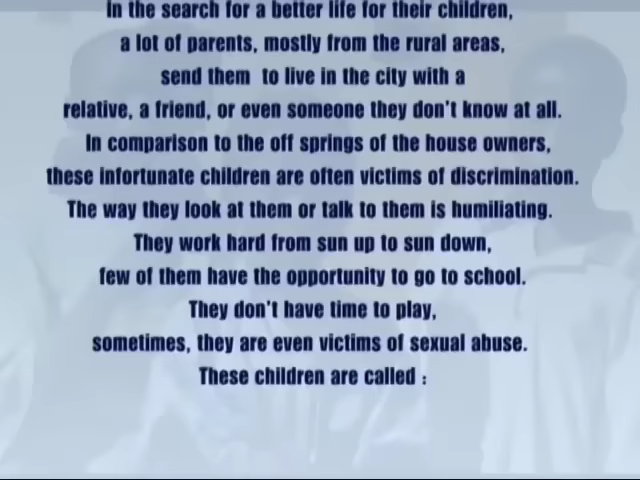 In the search for a better life for their children,
a lot of parents, mostly from the rural areas,
send them to live in the city with a
relative, a friend, or even someone they don't know at all.
In comparison to the off springs of the house owners,
these infortunate children are often victims of discrimination.
The way they look at them or talk to them is humiliating.
They work hard from sun up to sun down,
few of them have the opportunity to go to school.
They don't have time to play,
sometimes, they are even victims of sexual abuse.
These children are called :